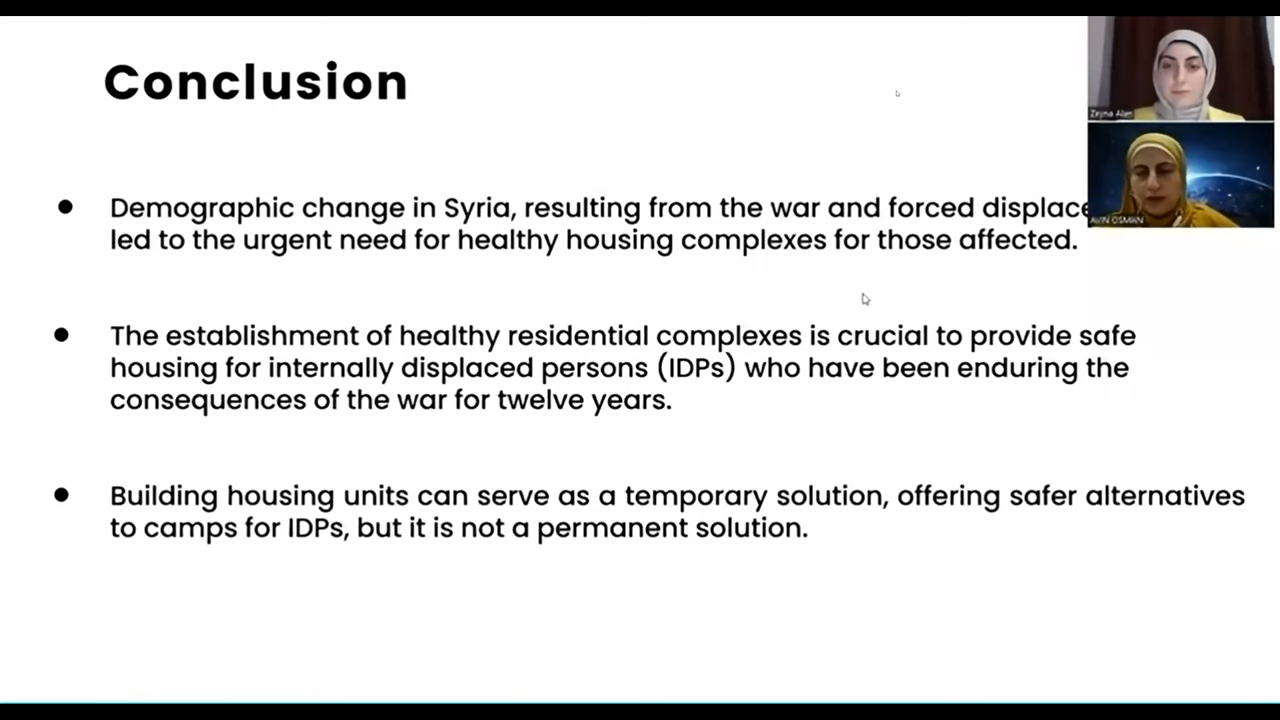 Conclusion
Demographic change in Syria, resulting from the war and forced
led to the urgent need for healthy housing complexes for those affected.
The establishment of healthy residential complexes is crucial to provide safe
housing for internally displaced persons (IDPs) who have been enduring the
consequences of the war for twelve years.
Building housing units can serve as a temporary solution, offering safer alternatives
to camps for IDPs, but it is not a permanent solution.
Zeyna
AVIN OSMAN